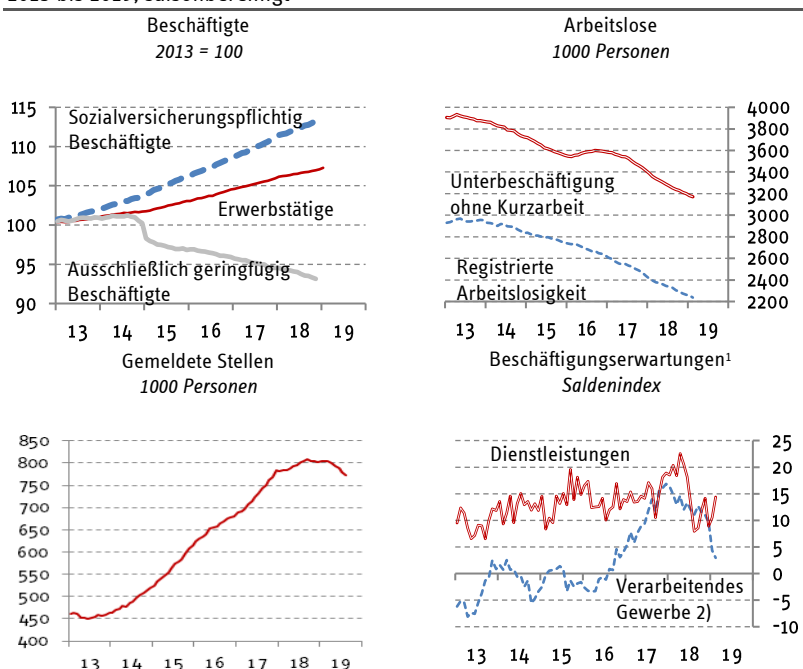 2013 bis 2019, saisonbereinigt
Beschäftigte
2013 = 100
115
110
105
100
95
90
Sozialversicherungspflichtig
Beschäftigte
Erwerbstätige
Ausschließlich geringfügig
Beschäftigte
13 14 15 16 17 18 19
Arbeitslose
1000 Personen
4000
3800
3600
3400
3200
3000
2800
2600
2400
2200
Unterbeschäftigung
ohne Kurzarbeit
Registrierte
Arbeitslosigkeit
13 14 15 16 17 18 19
Gemeldete Stellen
1000 Personen
850
800
750
700
650
600
550
500
450
400
13 14 15 16 17 18 19
Beschäftigungserwartungen¹
Saldenindex
25
20
15
10
5
0
−5
−10
Dienstleistungen
Verarbeitendes
Gewerbe 2)
13 14 15 16 17 18 19